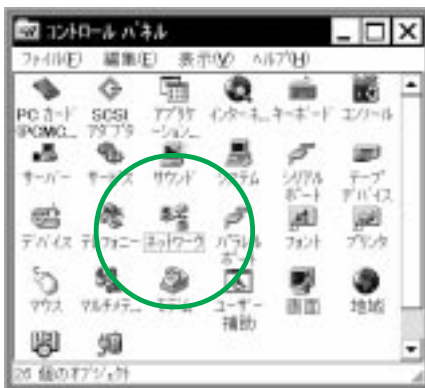 コントロール パネル
ファイル(F) 編集(E) 表示(V) ヘルプ(H)
PC カード (PCMC... SCSI アダプタ アプリケーション... インターネ... キーボード コンソール
サーバー サービス サウンド システム シリアル ポート テープ デバイス
デバイス テレフォニー ネットワーク パラレル ポート フォント プリンタ
マウス マルチメデ... モデム ユーザー補助 画面 地域
26 個のオブジェクト